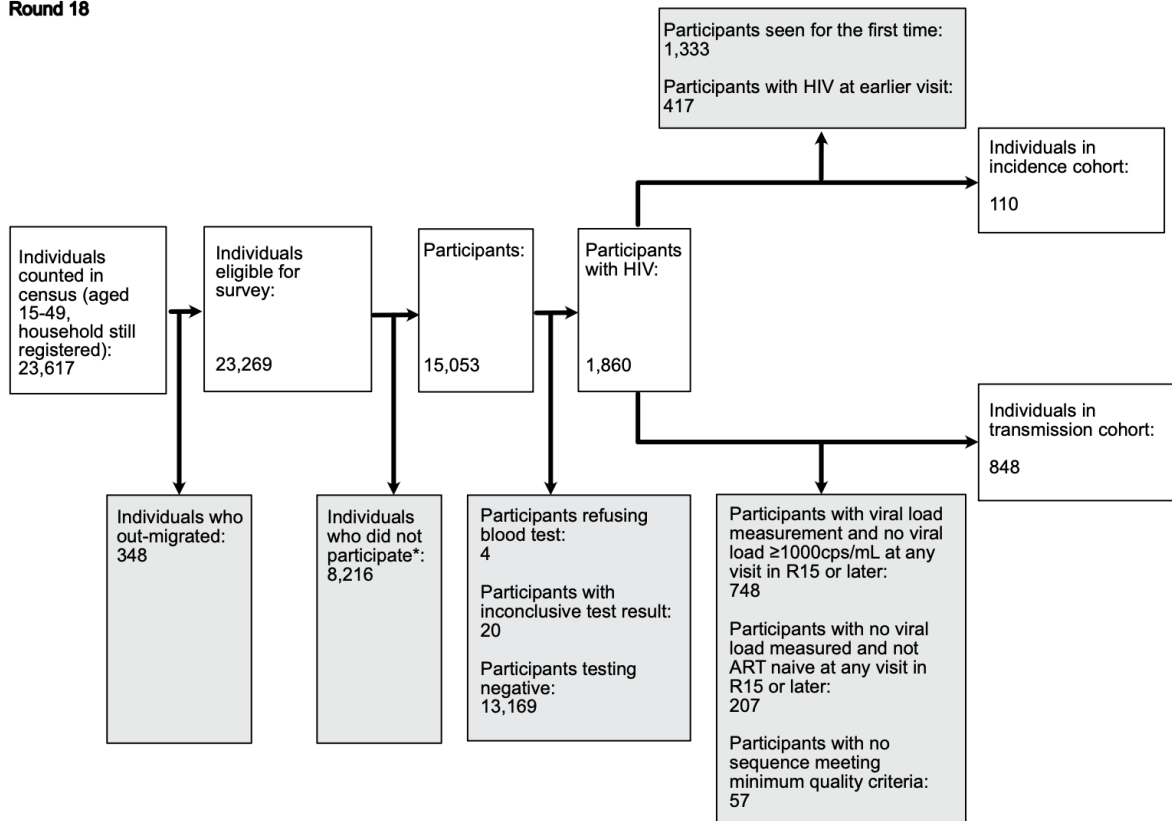 Round 18
Participants seen for the first time:
1,333
Participants with HIV at earlier visit:
417
Individuals in
incidence cohort:
110
Individuals
counted in
census (aged
15-49,
household still
registered):
23,617
Individuals
eligible for
survey:
23,269
Participants:
15,053
Participants
with HIV:
1,860
Individuals in
transmission cohort:
848
Individuals who
out-migrated:
348
Individuals
who did not
participate*:
8,216
Participants refusing
blood test:
4
Participants with
inconclusive test result:
20
Participants testing
negative:
13,169
Participants with viral load
measurement and no viral
load ≥1000cps/mL at any
visit in R15 or later:
748
Participants with no viral
load measured and not
ART naive at any visit in
R15 or later:
207
Participants with no
sequence meeting
minimum quality criteria:
57